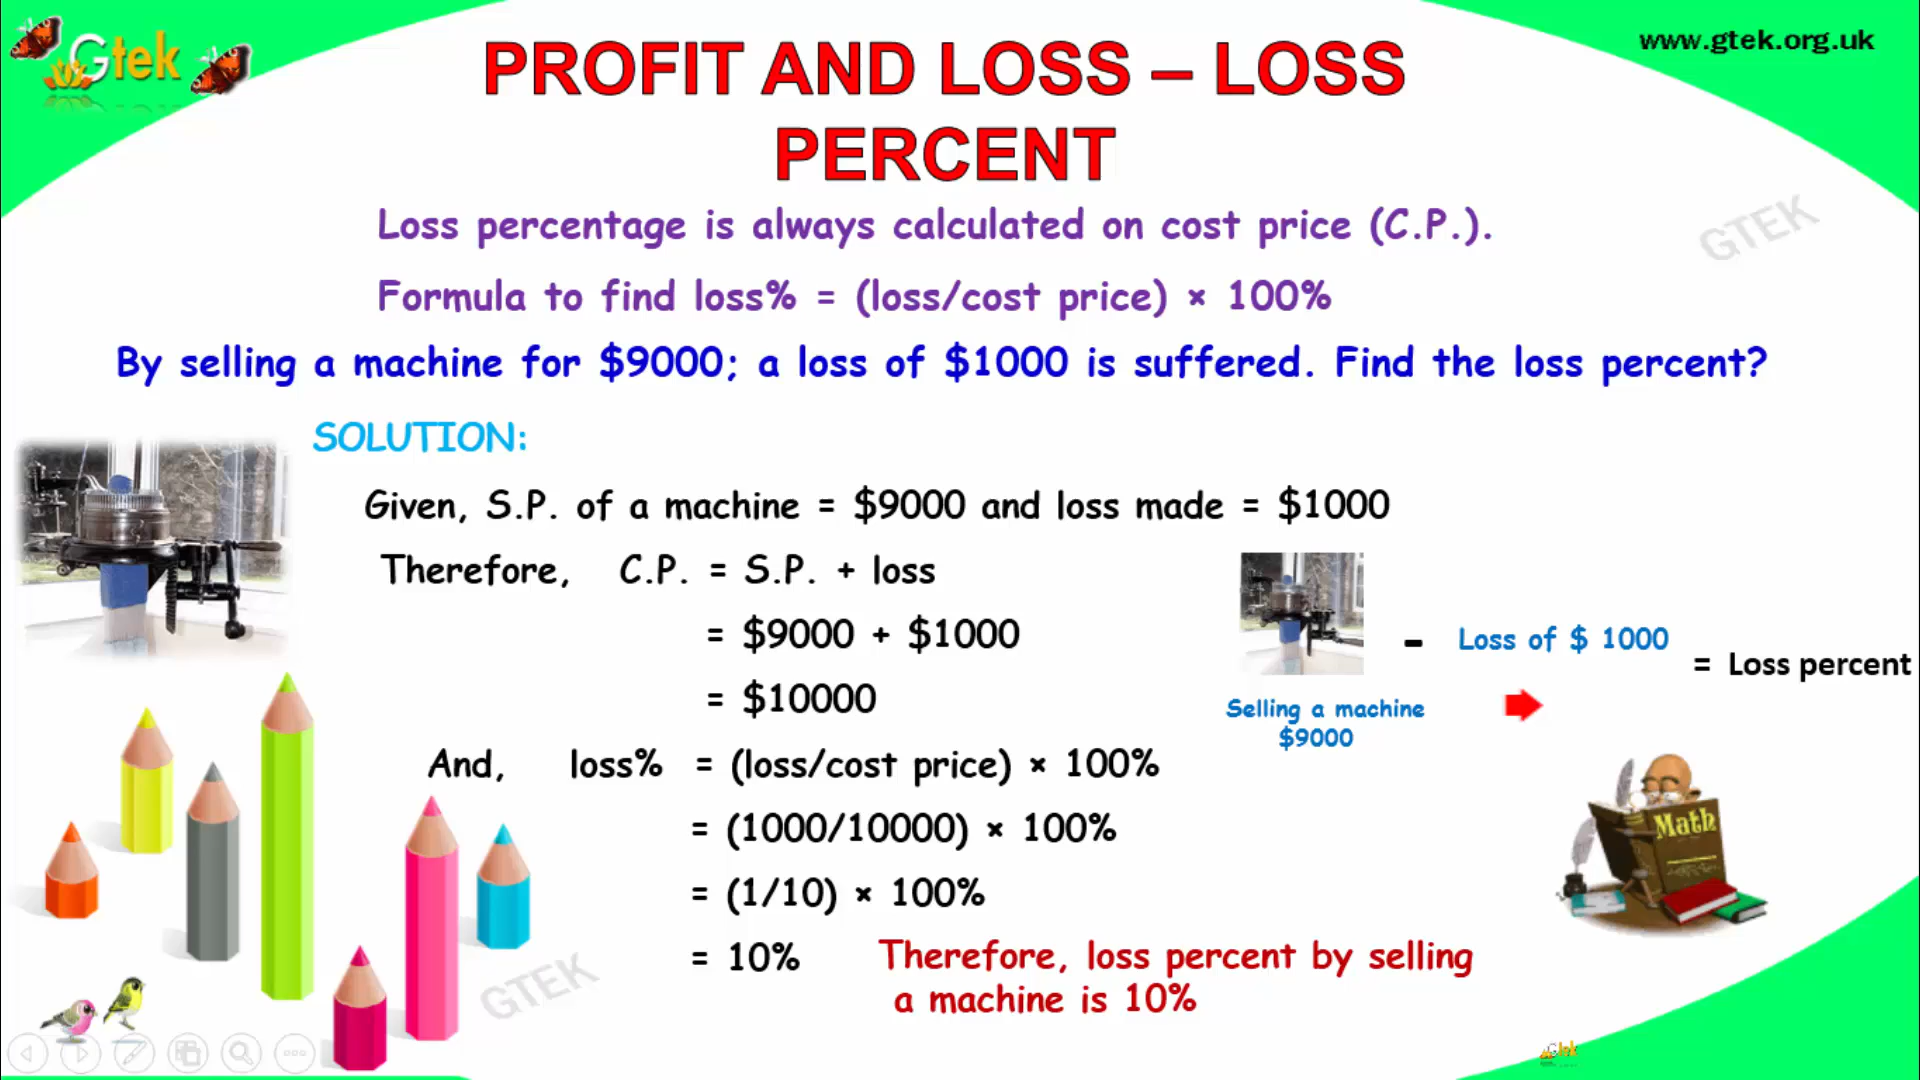 Gtek
www.gtek.org.uk
PROFIT AND LOSS – LOSS
PERCENT
Loss percentage is always calculated on cost price (C.P.).
GTEK
Formula to find loss% = (loss/cost price) × 100%
By selling a machine for $9000; a loss of $1000 is suffered. Find the loss percent?
SOLUTION:
Given, S.P. of a machine = $9000 and loss made = $1000
Therefore, C.P. = S.P. + loss
= $9000 + $1000
= $10000
- Loss of $ 1000
= Loss percent
Selling a machine
$9000
And, loss% = (loss/cost price) × 100%
= (1000/10000) × 100%
Math
= (1/10) × 100%
= 10%
Therefore, loss percent by selling
a machine is 10%
GTEK
Gtek